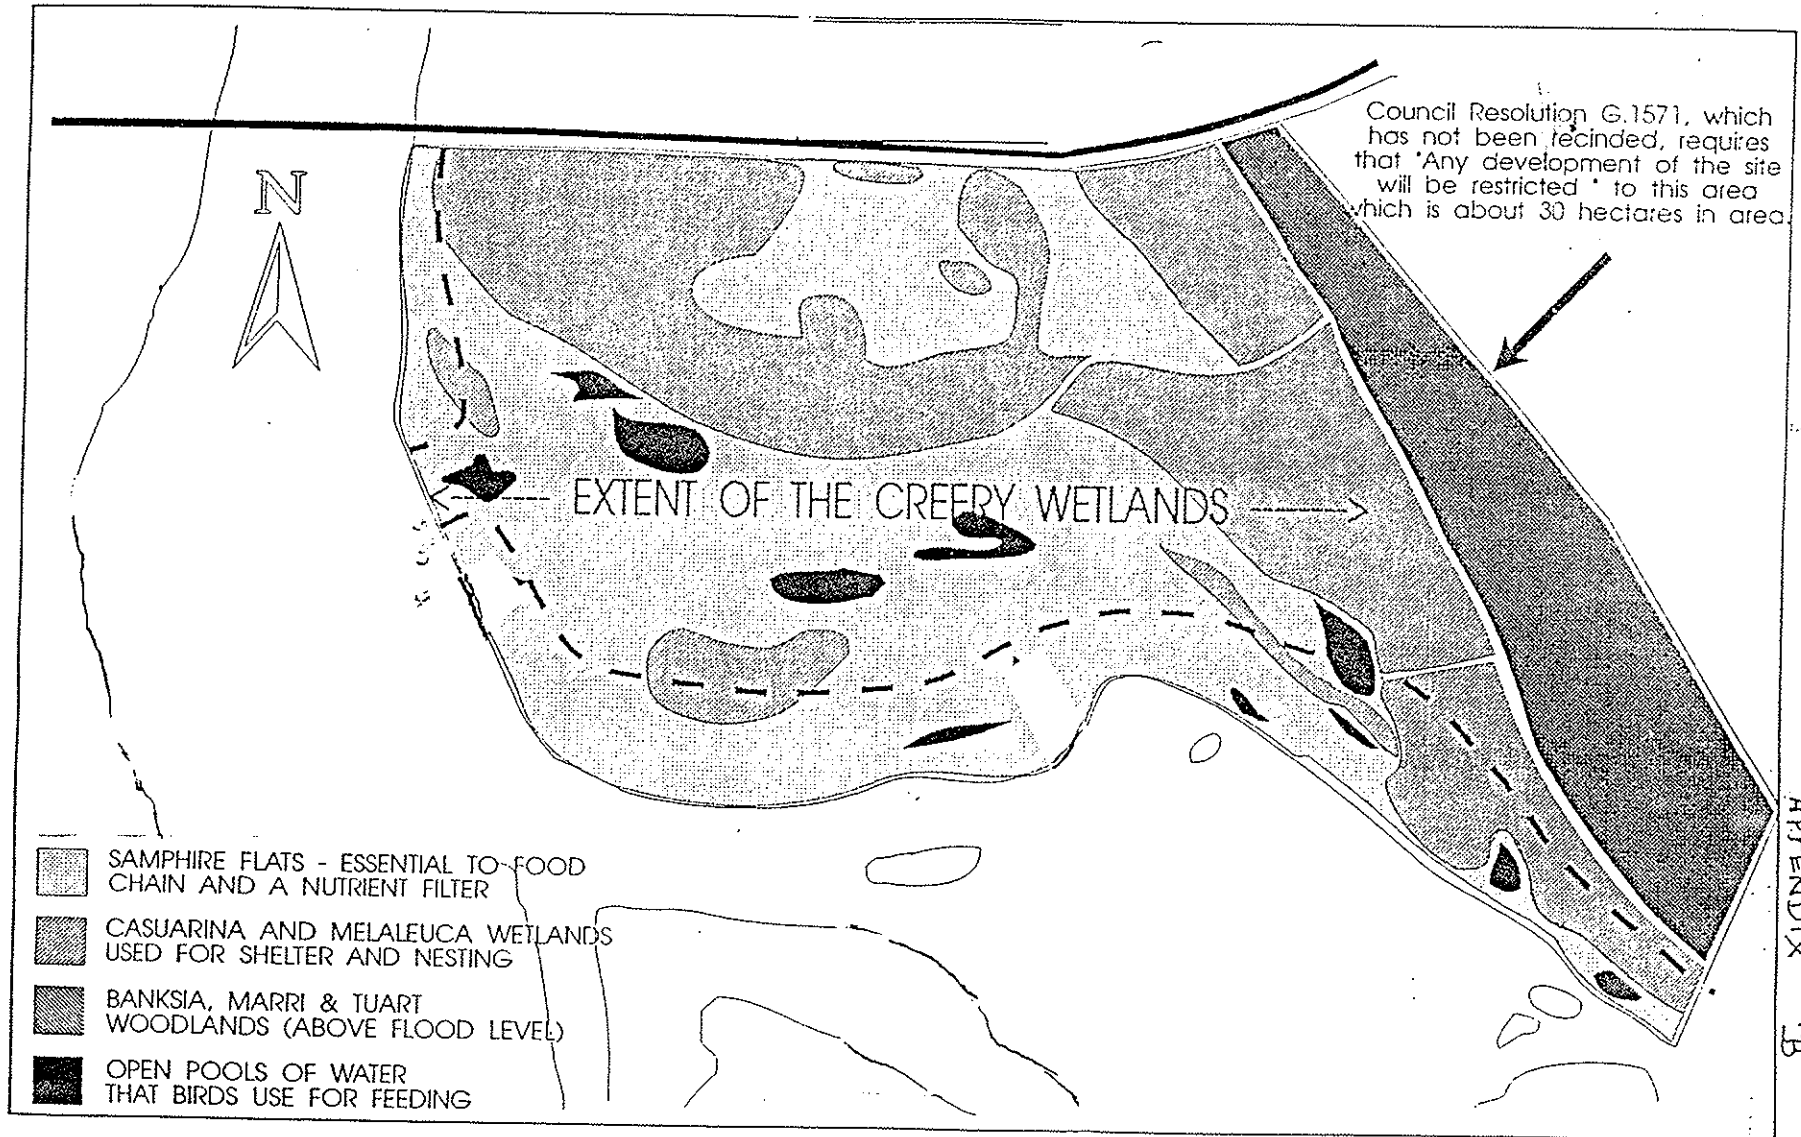 Council Resolution G.1571, which
has not been recinded, requires
that "Any development of the site
will be restricted " to this area
which is about 30 hectares in area.
N
EXTENT OF THE CREERY WETLANDS
SAMPHIRE FLATS - ESSENTIAL TO FOOD
CHAIN AND A NUTRIENT FILTER
CASUARINA AND MELALEUCA WETLANDS
USED FOR SHELTER AND NESTING
BANKSIA, MARRI & TUART
WOODLANDS (ABOVE FLOOD LEVEL)
OPEN POOLS OF WATER
THAT BIRDS USE FOR FEEDING
APPENDIX 'B